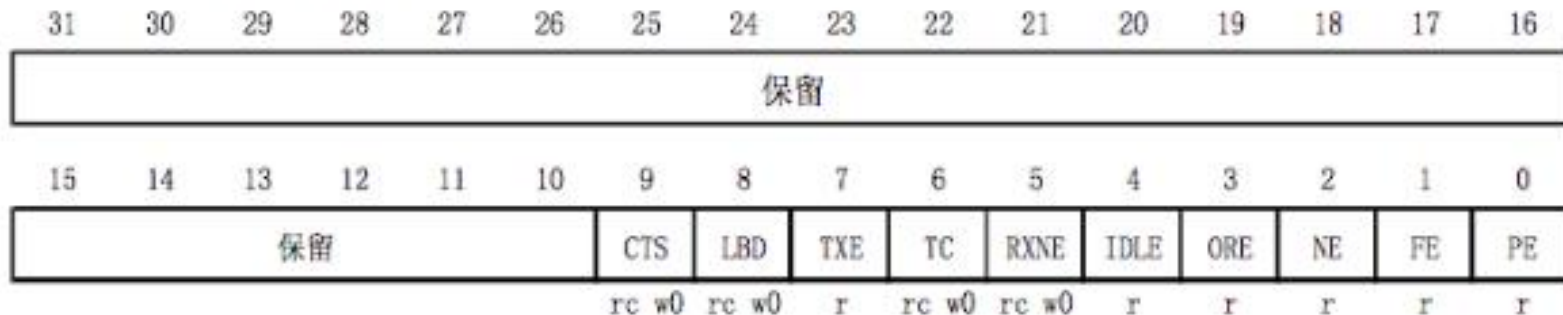 31 30 29 28 27 26 25 24 23 22 21 20 19 18 17 16
保留
15 14 13 12 11 10 9 8 7 6 5 4 3 2 1 0
保留 CTS LBD TXE TC RXNE IDLE ORE NE FE PE
rc w0 rc w0 r rc w0 rc w0 r r r r r